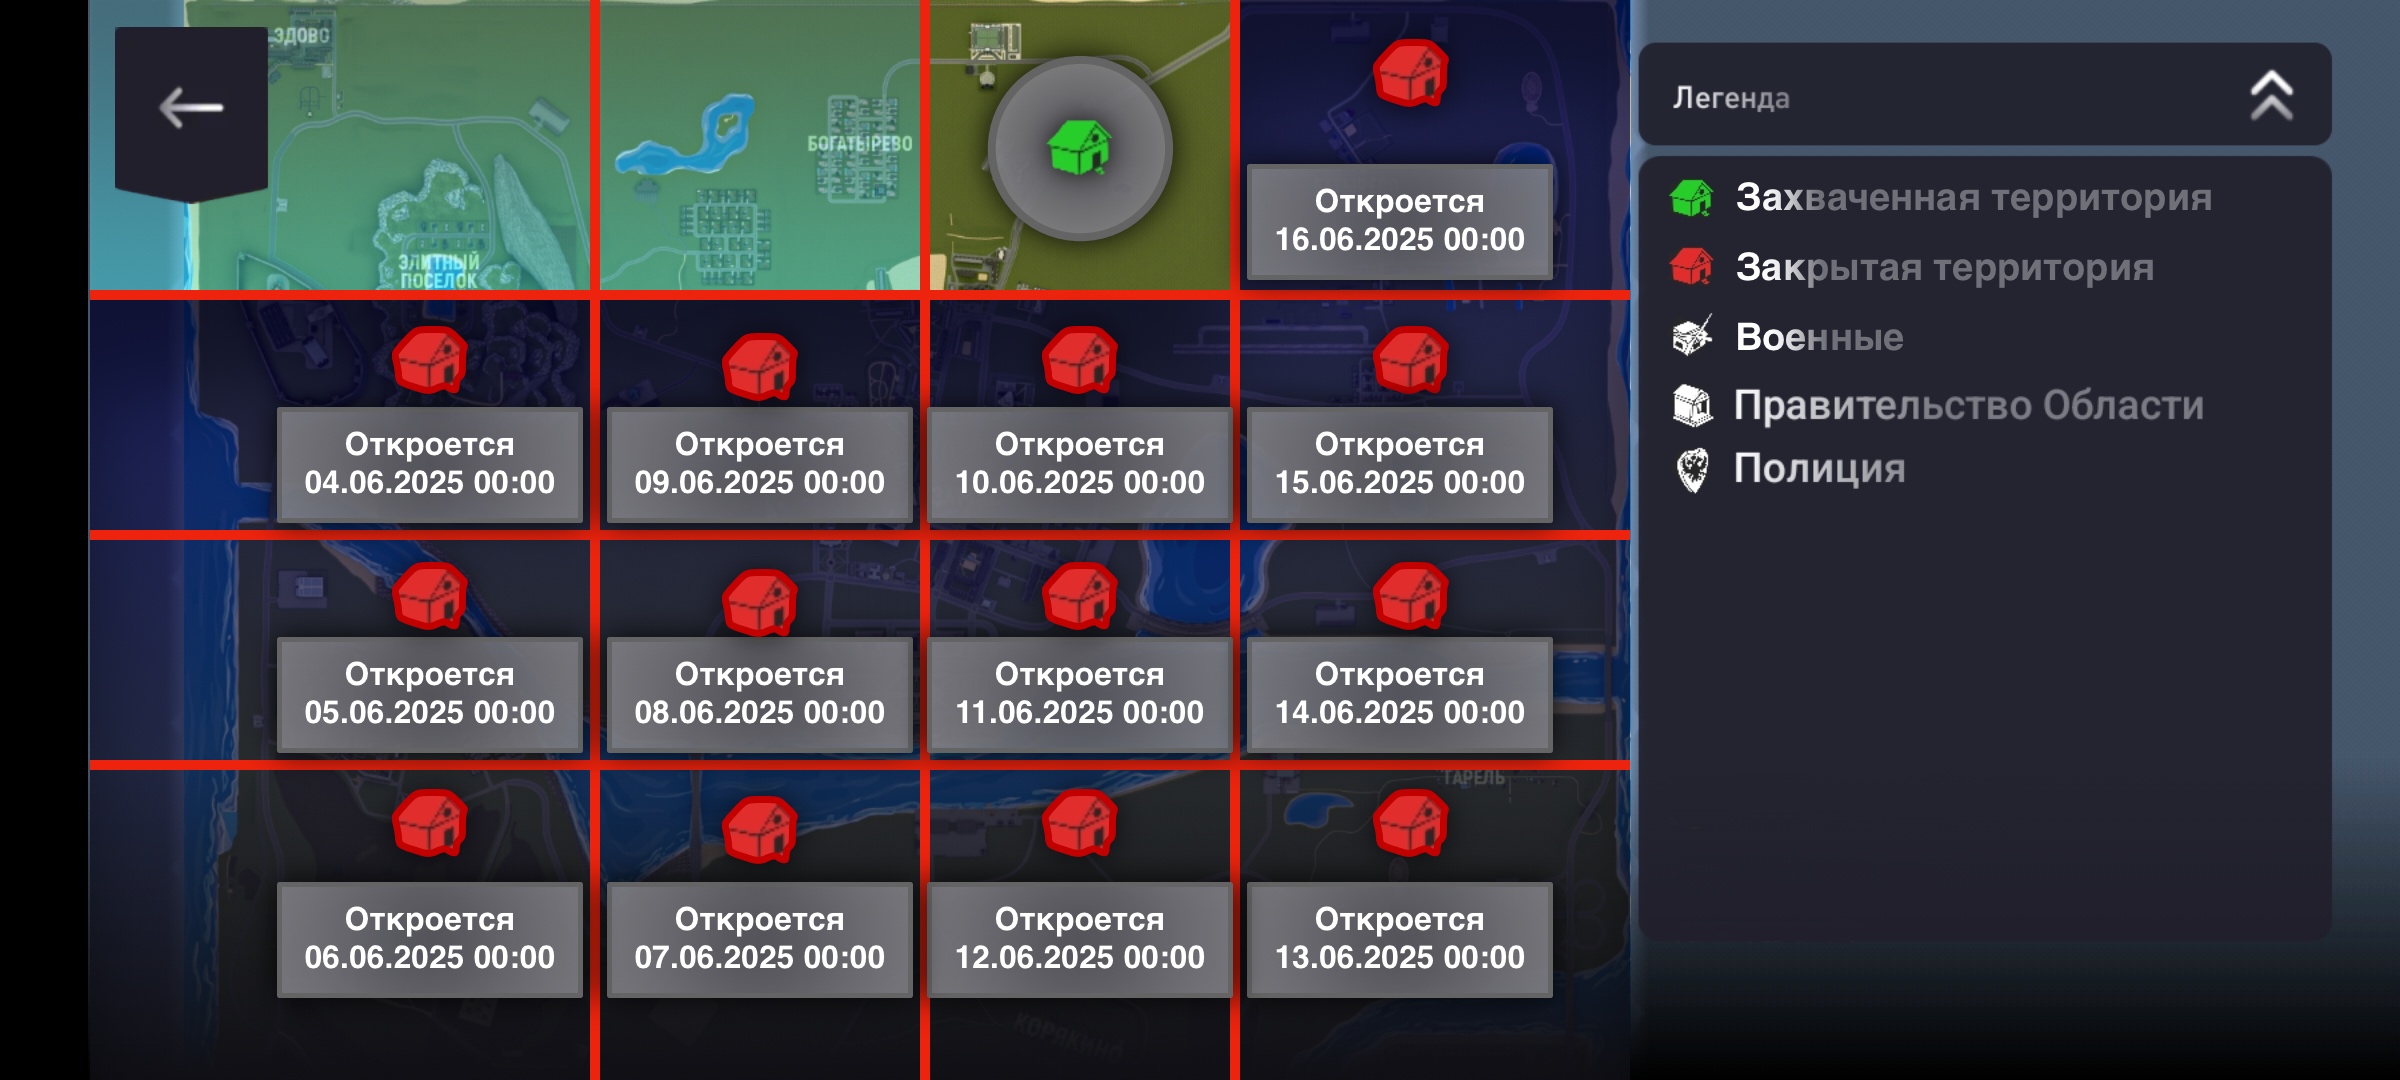 ЭДОВО
БОГАТЫРЕВО
ЭЛИТНЫЙ
ПОСЕЛОК
Откроется
16.06.2025 00:00
Откроется
04.06.2025 00:00
Откроется
09.06.2025 00:00
Откроется
10.06.2025 00:00
Откроется
15.06.2025 00:00
Откроется
05.06.2025 00:00
Откроется
08.06.2025 00:00
Откроется
11.06.2025 00:00
Откроется
14.06.2025 00:00
ГАРЕЛЬ
Откроется
06.06.2025 00:00
Откроется
07.06.2025 00:00
Откроется
12.06.2025 00:00
Откроется
13.06.2025 00:00
КОРЯКИНО
Легенда
Захваченная территория
Закрытая территория
Военные
Правительство Области
Полиция